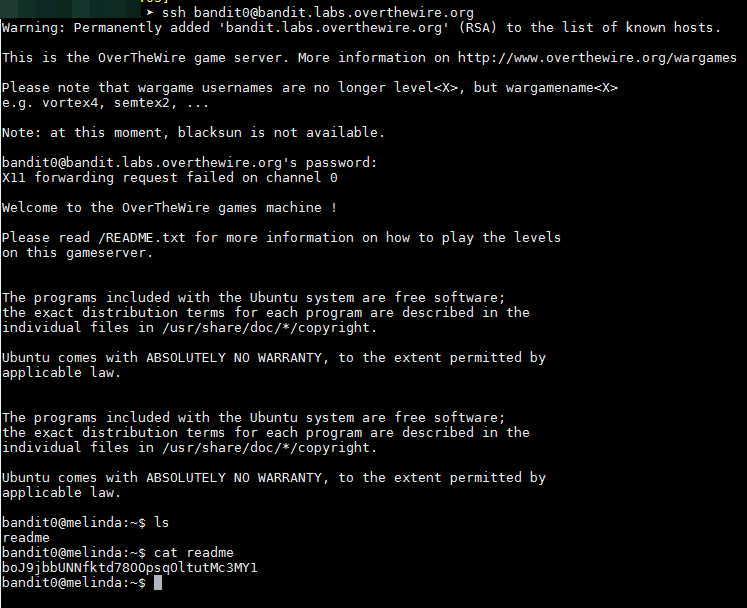 ➤ ssh bandit0@bandit.labs.overthewire.org
Warning: Permanently added 'bandit.labs.overthewire.org' (RSA) to the list of known hosts.
This is the OverTheWire game server. More information on http://www.overthewire.org/wargames
Please note that wargame usernames are no longer level<X>, but wargamename<X>
e.g. vortex4, semtex2, ...
Note: at this moment, blacksun is not available.
bandit0@bandit.labs.overthewire.org's password:
X11 forwarding request failed on channel 0
Welcome to the OverTheWire games machine !
Please read /README.txt for more information on how to play the levels
on this gameserver.
The programs included with the Ubuntu system are free software;
the exact distribution terms for each program are described in the
individual files in /usr/share/doc/*/copyright.
Ubuntu comes with ABSOLUTELY NO WARRANTY, to the extent permitted by
applicable law.
The programs included with the Ubuntu system are free software;
the exact distribution terms for each program are described in the
individual files in /usr/share/doc/*/copyright.
Ubuntu comes with ABSOLUTELY NO WARRANTY, to the extent permitted by
applicable law.
bandit0@melinda:~$ ls
readme
bandit0@melinda:~$ cat readme
boJ9jbbUNNfktd78OOpsqOltutMc3MY1
bandit0@melinda:~$